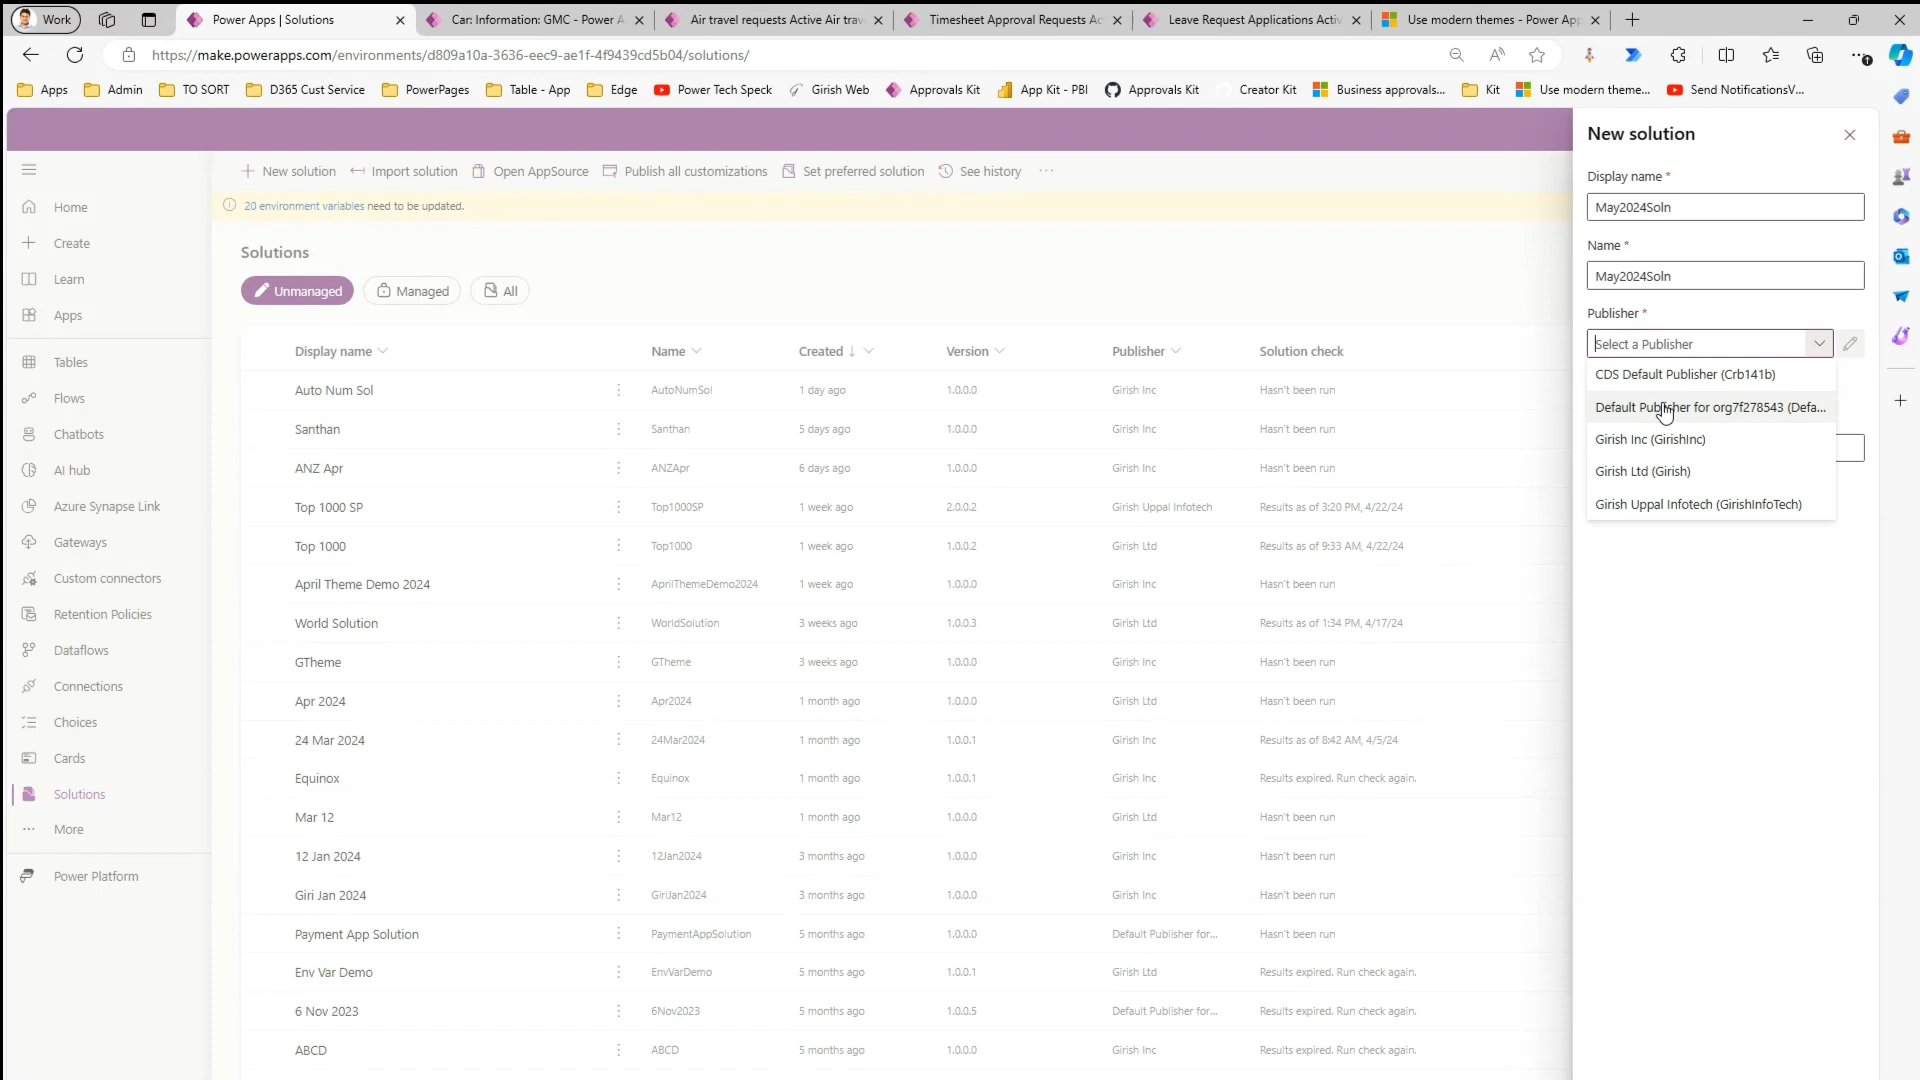 Work
Power Apps | Solutions
Car: Information: GMC - Power A
Air travel requests Active Air trav
Timesheet Approval Requests Ac
Leave Request Applications Activ
Use modern themes - Power App
https://make.powerapps.com/environments/d809a10a-3636-eec9-ae1f-4f9439cd5b04/solutions/
Apps
Admin
TO SORT
D365 Cust Service
PowerPages
Table - App
Edge
Power Tech Speck
Girish Web
Approvals Kit
App Kit - PBI
Approvals Kit
Creator Kit
Business approvals...
Kit
Use modern theme...
Send NotificationsV...
Home
Create
Learn
Apps
Tables
Flows
Chatbots
AI hub
Azure Synapse Link
Gateways
Custom connectors
Retention Policies
Dataflows
Connections
Choices
Cards
Solutions
More
Power Platform
New solution
Import solution
Open AppSource
Publish all customizations
Set preferred solution
See history
20 environment variables need to be updated.
Solutions
Unmanaged
Managed
All
Display name Name Created ↓ Version Publisher Solution check
Auto Num Sol AutoNumSol 1 day ago 1.0.0.0 Girish Inc Hasn't been run
Santhan Santhan 5 days ago 1.0.0.0 Girish Inc Hasn't been run
ANZ Apr ANZApr 6 days ago 1.0.0.0 Girish Inc Hasn't been run
Top 1000 SP Top1000SP 1 week ago 2.0.0.2 Girish Uppal Infotech Results as of 3:20 PM, 4/22/24
Top 1000 Top1000 1 week ago 1.0.0.2 Girish Ltd Results as of 9:33 AM, 4/22/24
April Theme Demo 2024 AprilThemeDemo2024 1 week ago 1.0.0.0 Girish Inc Hasn't been run
World Solution WorldSolution 3 weeks ago 1.0.0.3 Girish Ltd Results as of 1:34 PM, 4/17/24
GTheme GTheme 3 weeks ago 1.0.0.0 Girish Inc Hasn't been run
Apr 2024 Apr2024 1 month ago 1.0.0.0 Girish Ltd Hasn't been run
24 Mar 2024 24Mar2024 1 month ago 1.0.0.1 Girish Inc Results as of 8:42 AM, 4/5/24
Equinox Equinox 1 month ago 1.0.0.1 Girish Inc Results expired. Run check again.
Mar 12 Mar12 1 month ago 1.0.0.0 Girish Ltd Hasn't been run
12 Jan 2024 12Jan2024 3 months ago 1.0.0.0 Girish Inc Hasn't been run
Giri Jan 2024 GiriJan2024 3 months ago 1.0.0.0 Girish Inc Hasn't been run
Payment App Solution PaymentAppSolution 5 months ago 1.0.0.0 Default Publisher for... Hasn't been run
Env Var Demo EnvVarDemo 5 months ago 1.0.0.1 Girish Ltd Results expired. Run check again.
6 Nov 2023 6Nov2023 5 months ago 1.0.0.5 Default Publisher for... Results expired. Run check again.
ABCD ABCD 5 months ago 1.0.0.0 Girish Inc Results expired. Run check again.
New solution
Display name *
May2024Soln
Name *
May2024Soln
Publisher *
Select a Publisher
CDS Default Publisher (Crb141b)
Default Publisher for org7f278543 (Defa...
Girish Inc (GirishInc)
Girish Ltd (Girish)
Girish Uppal Infotech (GirishInfoTech)